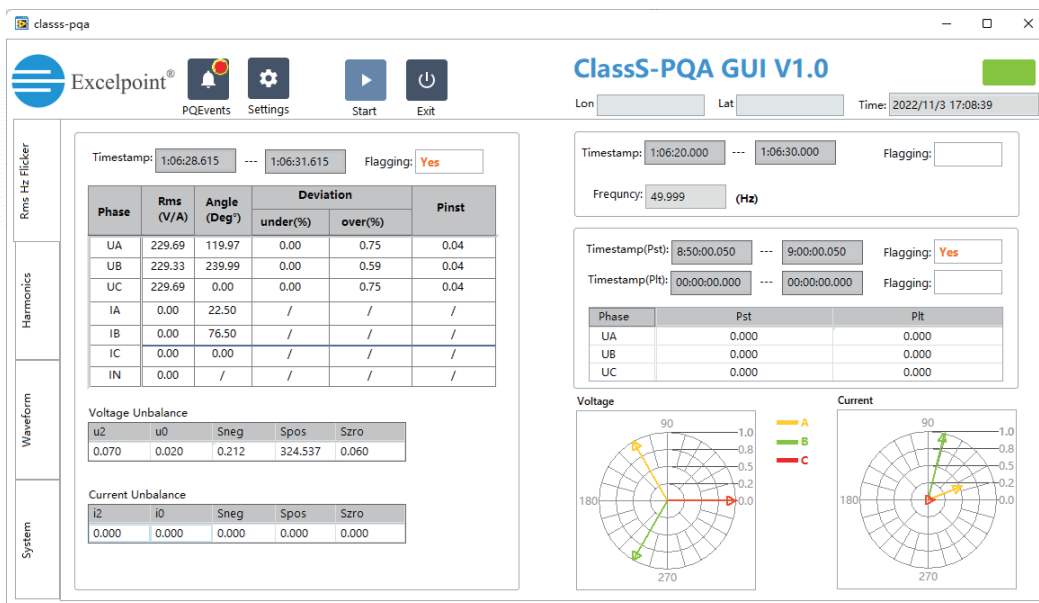 classs-pqa
Excelpoint®
PQEvents
Settings
Start
Exit
ClassS-PQA GUI V1.0
Lon
Lat
Time: 2022/11/3 17:08:39
Rms Hz Flicker
Harmonics
Waveform
System
Timestamp: 1:06:28.615 --- 1:06:31.615 Flagging: Yes
Phase Rms (V/A) Angle (Deg°) Deviation under(%) over(%) Pinst
UA 229.69 119.97 0.00 0.75 0.04
UB 229.33 239.99 0.00 0.59 0.04
UC 229.69 0.00 0.00 0.75 0.04
IA 0.00 22.50 / / /
IB 0.00 76.50 / / /
IC 0.00 0.00 / / /
IN 0.00 / / / /
Voltage Unbalance
u2 u0 Sneg Spos Szro
0.070 0.020 0.212 324.537 0.060
Current Unbalance
i2 i0 Sneg Spos Szro
0.000 0.000 0.000 0.000 0.000
Timestamp: 1:06:20.000 --- 1:06:30.000 Flagging:
Frequncy: 49.999 (Hz)
Timestamp(Pst): 8:50:00.050 --- 9:00:00.050 Flagging: Yes
Timestamp(Plt): 00:00:00.000 --- 00:00:00.000 Flagging:
Phase Pst Plt
UA 0.000 0.000
UB 0.000 0.000
UC 0.000 0.000
Voltage
90
1.0
0.8
0.5
0.2
0.0
180
270
A
B
C
Current
90
1.0
0.8
0.5
0.2
0.0
180
270